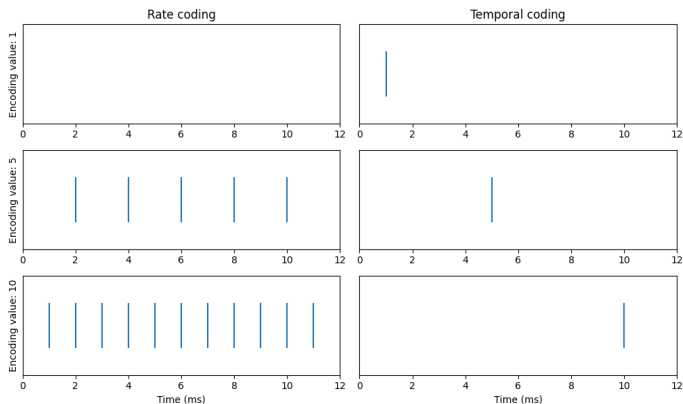 Rate coding
Temporal coding
Encoding value: 1
0 2 4 6 8 10 12
0 2 4 6 8 10 12
Encoding value: 5
0 2 4 6 8 10 12
0 2 4 6 8 10 12
Encoding value: 10
0 2 4 6 8 10 12
0 2 4 6 8 10 12
Time (ms)
Time (ms)